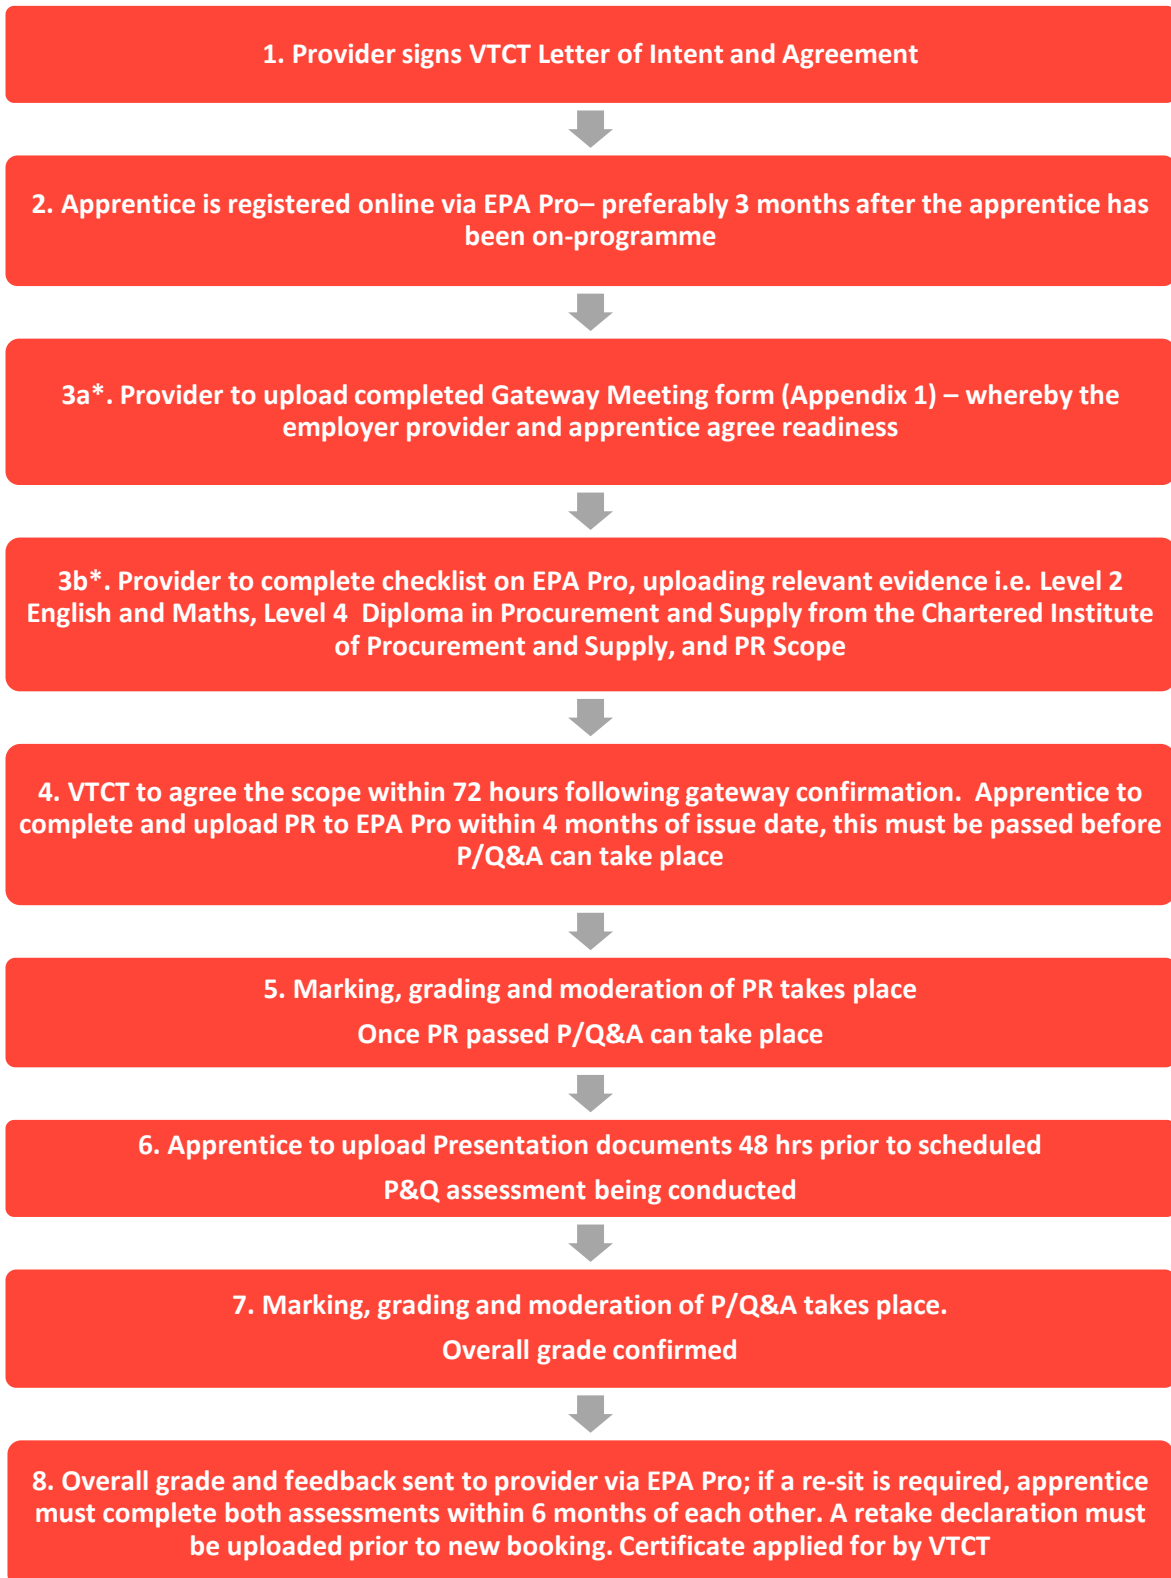 1. Provider signs VTCT Letter of Intent and Agreement
2. Apprentice is registered online via EPA Pro– preferably 3 months after the apprentice has
been on-programme
3a*. Provider to upload completed Gateway Meeting form (Appendix 1) – whereby the
employer provider and apprentice agree readiness
3b*. Provider to complete checklist on EPA Pro, uploading relevant evidence i.e. Level 2
English and Maths, Level 4 Diploma in Procurement and Supply from the Chartered Institute
of Procurement and Supply, and PR Scope
4. VTCT to agree the scope within 72 hours following gateway confirmation. Apprentice to
complete and upload PR to EPA Pro within 4 months of issue date, this must be passed before
P/Q&A can take place
5. Marking, grading and moderation of PR takes place
Once PR passed P/Q&A can take place
6. Apprentice to upload Presentation documents 48 hrs prior to scheduled
P&Q assessment being conducted
7. Marking, grading and moderation of P/Q&A takes place.
Overall grade confirmed
8. Overall grade and feedback sent to provider via EPA Pro; if a re-sit is required, apprentice
must complete both assessments within 6 months of each other. A retake declaration must
be uploaded prior to new booking. Certificate applied for by VTCT